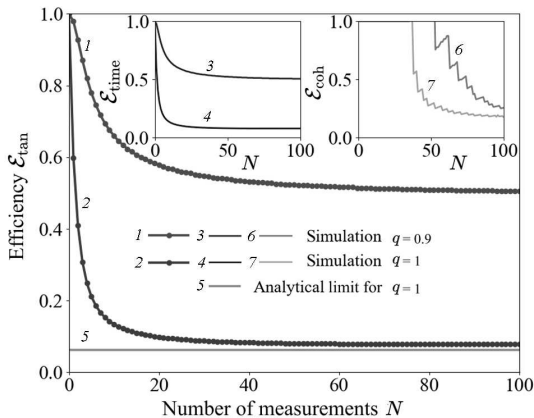 1.0
0.8
0.6
0.4
0.2
0.0
0 20 40 60 80 100
Efficiency ℰtan
Number of measurements N
1
2
5
1.0
0.5
0.0
ℰtime
3
4
0 50 100
N
1.0
0.5
0.0
ℰcoh
6
7
50 100
N
1 3 6 Simulation q = 0.9
2 4 7 Simulation q = 1
5 Analytical limit for q = 1